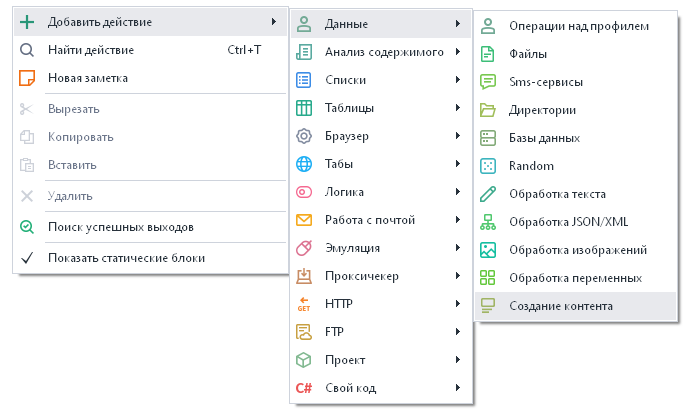 Добавить действие
Найти действие Ctrl+T
Новая заметка
Вырезать
Копировать
Вставить
Удалить
Поиск успешных выходов
Показать статические блоки
Данные
Анализ содержимого
Списки
Таблицы
Браузер
Табы
Логика
Работа с почтой
Эмуляция
Проксичекер
GET
HTTP
FTP
Проект
C# Свой код
Операции над профилем
Файлы
Sms-сервисы
Директории
Базы данных
Random
Обработка текста
Обработка JSON/XML
Обработка изображений
Обработка переменных
Создание контента